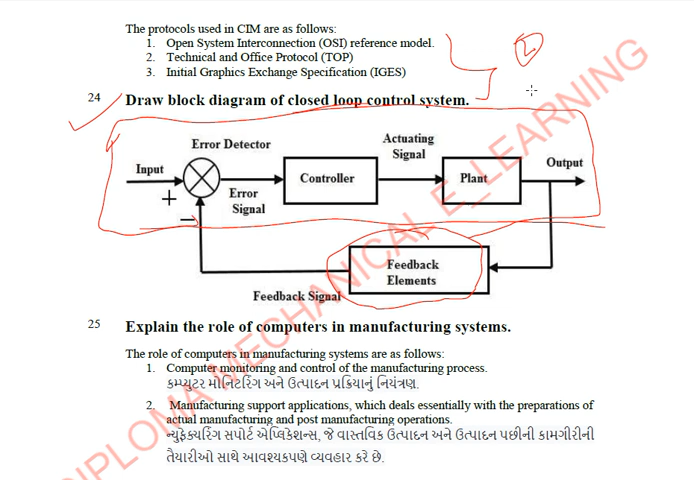 The protocols used in CIM are as follows:
1. Open System Interconnection (OSI) reference model.
2. Technical and Office Protocol (TOP)
3. Initial Graphics Exchange Specification (IGES)
2
24 Draw block diagram of closed loop control system.
Error Detector
Actuating
Signal
Input
Controller
Plant
Output
+
Error
Signal
−
Feedback
Elements
Feedback Signal
25 Explain the role of computers in manufacturing systems.
The role of computers in manufacturing systems are as follows:
1. Computer monitoring and control of the manufacturing process.
કમ્પ્યુટર મોનિટરિંગ અને ઉત્પાદન પ્રક્રિયાનું નિયંત્રણ.
2. Manufacturing support applications, which deals essentially with the preparations of
actual manufacturing and post manufacturing operations.
ન્યુફેક્ચરિંગ સપોર્ટ એપ્લિકેશન્સ, જે વાસ્તવિક ઉત્પાદન અને ઉત્પાદન પછીની કામગીરીની
તૈયારીઓ સાથે આવશ્યકપણે વ્યવહાર કરે છે.
DIPLOMA MECHANICAL E_LEARNING